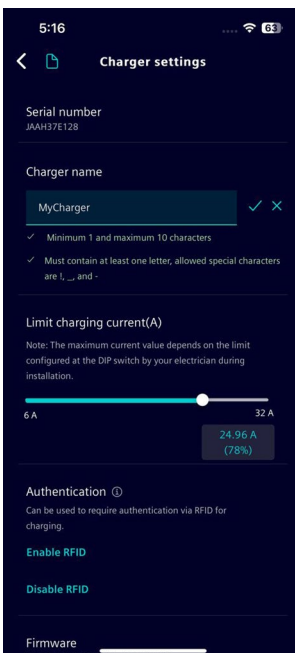 5:16
63
Charger settings
Serial number
JAAH37E128
Charger name
MyCharger
Minimum 1 and maximum 10 characters
Must contain at least one letter, allowed special characters
are !, _, and -
Limit charging current(A)
Note: The maximum current value depends on the limit
configured at the DIP switch by your electrician during
installation.
6 A
32 A
24.96 A
(78%)
Authentication
Can be used to require authentication via RFID for
charging.
Enable RFID
Disable RFID
Firmware